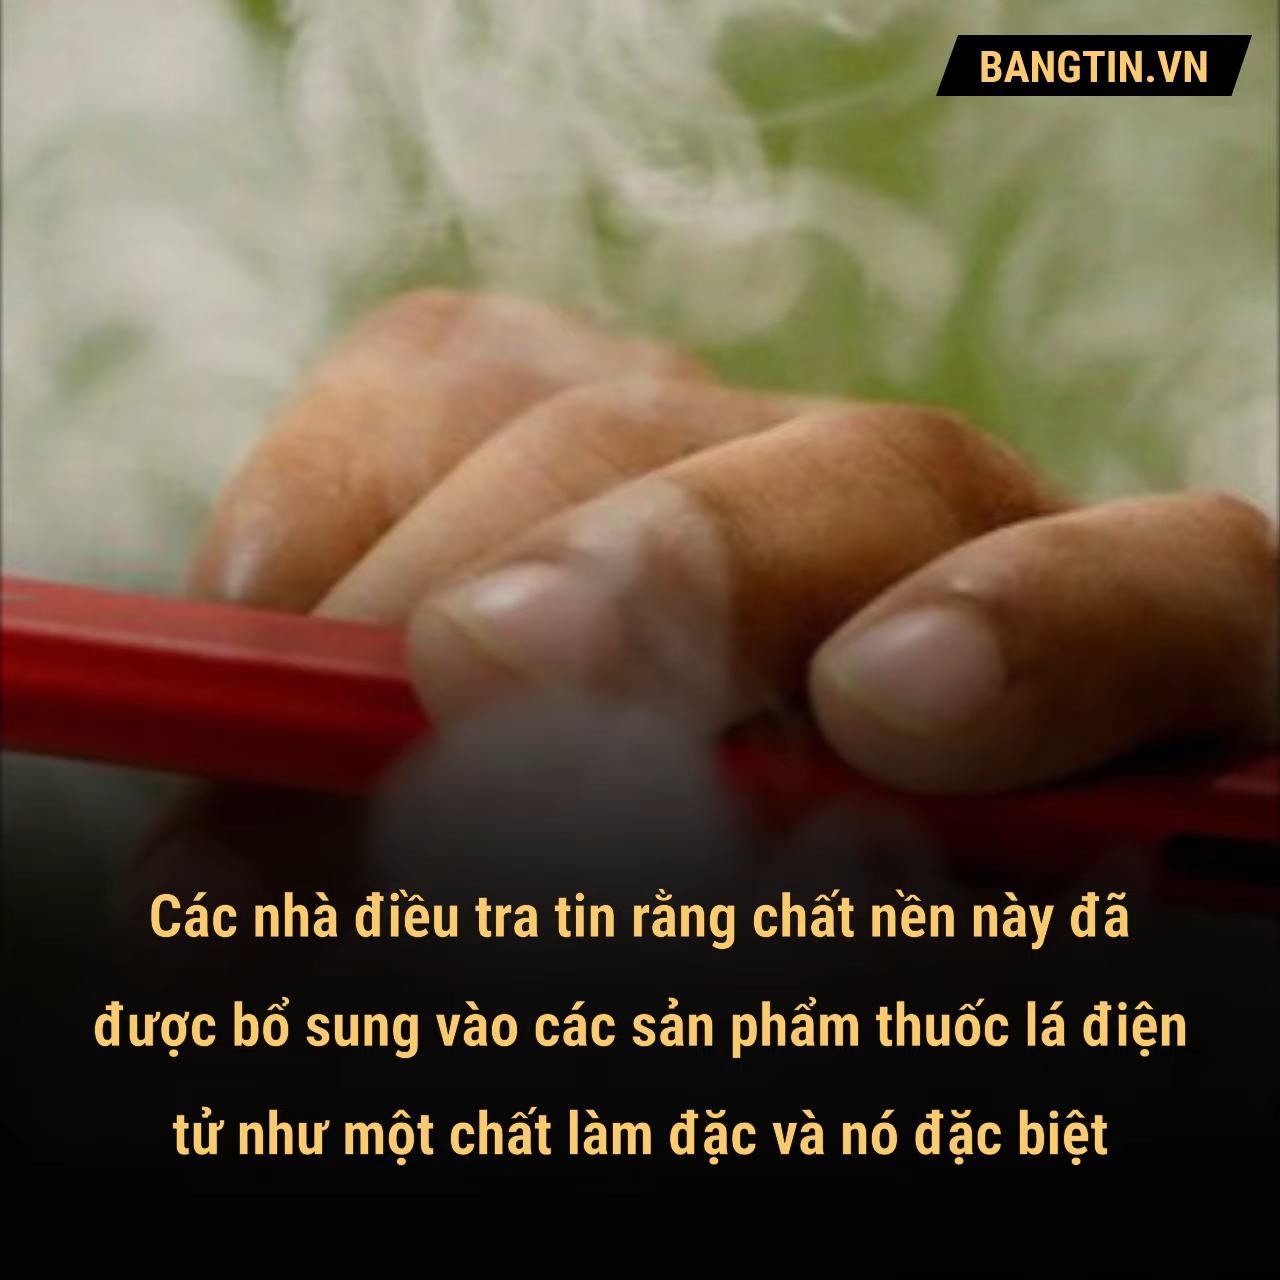 BANGTIN.VN
Các nhà điều tra tin rằng chất nền này đã
được bổ sung vào các sản phẩm thuốc lá điện
tử như một chất làm đặc và nó đặc biệt